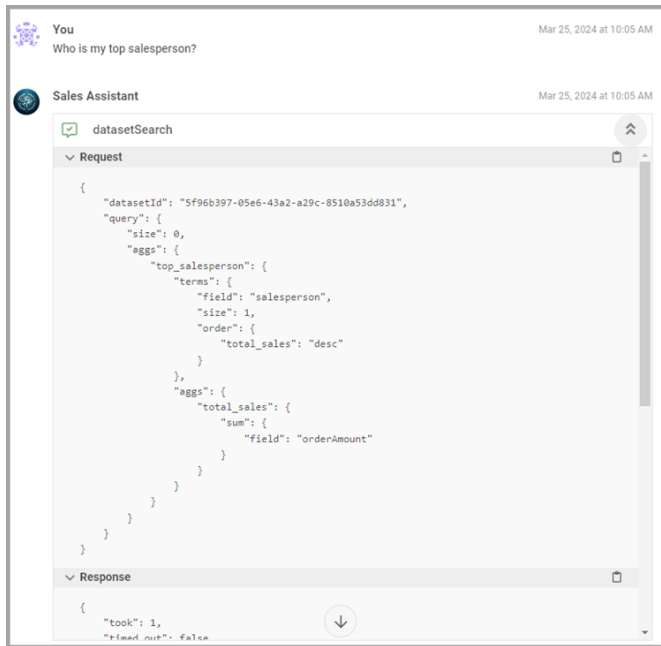 You
Mar 25, 2024 at 10:05 AM
Who is my top salesperson?
Sales Assistant
Mar 25, 2024 at 10:05 AM
datasetSearch
Request
{
    "datasetId": "5f96b397-05e6-43a2-a29c-8510a53dd831",
    "query": {
        "size": 0,
        "aggs": {
            "top_salesperson": {
                "terms": {
                    "field": "salesperson",
                    "size": 1,
                    "order": {
                        "total_sales": "desc"
                    }
                },
                "aggs": {
                    "total_sales": {
                        "sum": {
                            "field": "orderAmount"
                        }
                    }
                }
            }
        }
    }
}
Response
{
    "took": 1,
    "timed_out": false